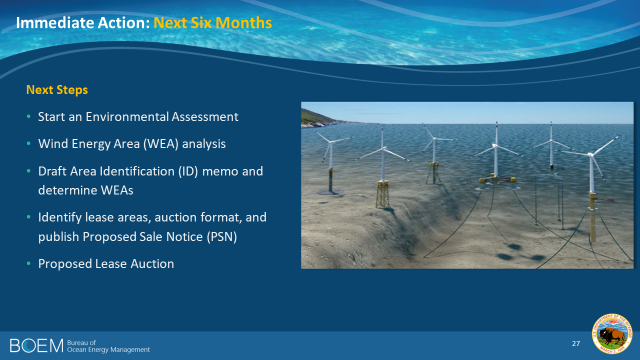 Immediate Action: Next Six Months
Next Steps
• Start an Environmental Assessment
• Wind Energy Area (WEA) analysis
• Draft Area Identification (ID) memo and
determine WEAs
• Identify lease areas, auction format, and
publish Proposed Sale Notice (PSN)
• Proposed Lease Auction
BOEM
Bureau of
Ocean Energy Management
27